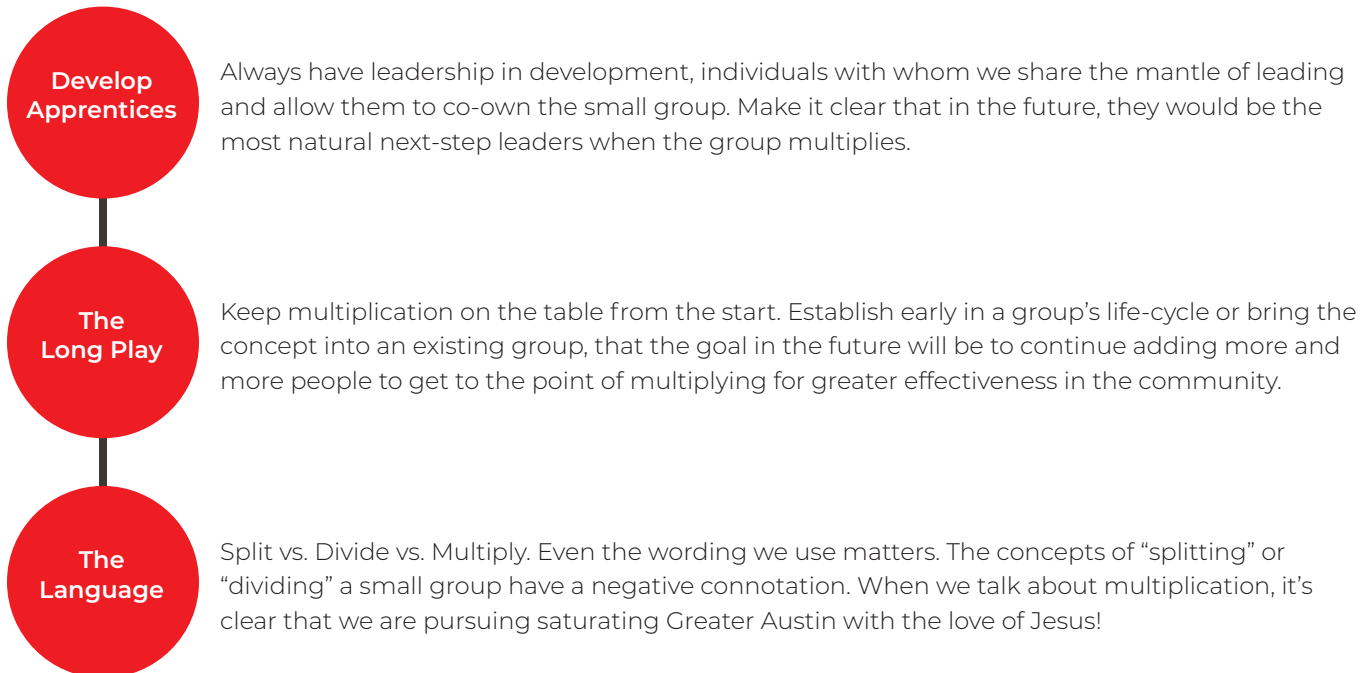 Develop
Apprentices
Always have leadership in development, individuals with whom we share the mantle of leading
and allow them to co-own the small group. Make it clear that in the future, they would be the
most natural next-step leaders when the group multiplies.
The
Long Play
Keep multiplication on the table from the start. Establish early in a group’s life-cycle or bring the
concept into an existing group, that the goal in the future will be to continue adding more and
more people to get to the point of multiplying for greater effectiveness in the community.
The
Language
Split vs. Divide vs. Multiply. Even the wording we use matters. The concepts of “splitting” or
“dividing” a small group have a negative connotation. When we talk about multiplication, it’s
clear that we are pursuing saturating Greater Austin with the love of Jesus!